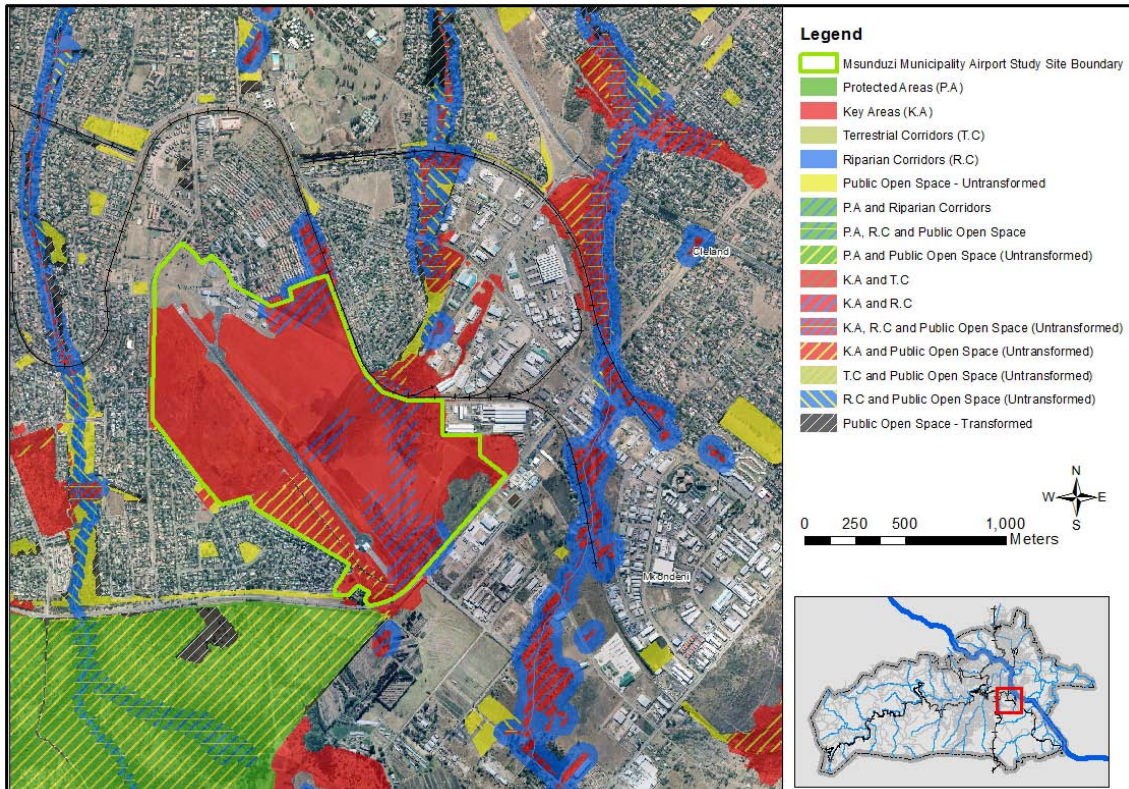 Legend
Msunduzi Municipality Airport Study Site Boundary
Protected Areas (P.A)
Key Areas (K.A)
Terrestrial Corridors (T.C)
Riparian Corridors (R.C)
Public Open Space - Untransformed
P.A and Riparian Corridors
P.A, R.C and Public Open Space
P.A and Public Open Space (Untransformed)
K.A and T.C
K.A and R.C
K.A, R.C and Public Open Space (Untransformed)
K.A and Public Open Space (Untransformed)
T.C and Public Open Space (Untransformed)
R.C and Public Open Space (Untransformed)
Public Open Space - Transformed
N
W E
S
0 250 500 1,000
Meters
Cleland
Mkondeni